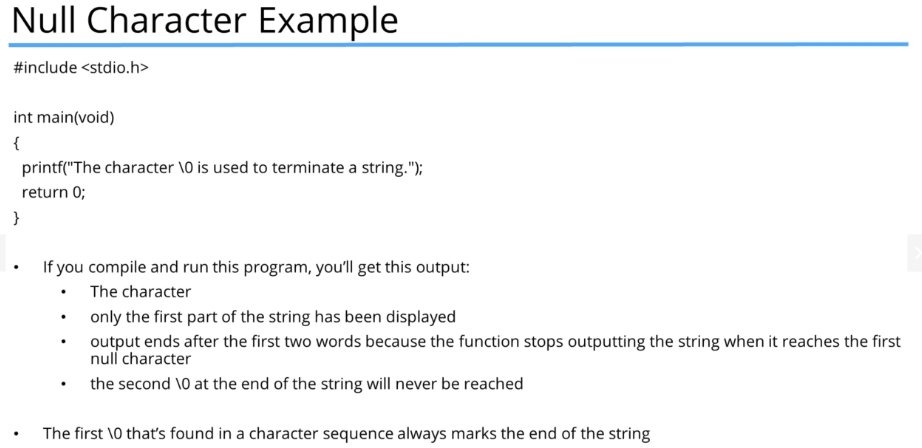 Null Character Example
#include <stdio.h>
int main(void)
{
printf("The character \0 is used to terminate a string.");
return 0;
}
• If you compile and run this program, you'll get this output:
• The character
• only the first part of the string has been displayed
• output ends after the first two words because the function stops outputting the string when it reaches the first
null character
• the second \0 at the end of the string will never be reached
• The first \0 that's found in a character sequence always marks the end of the string